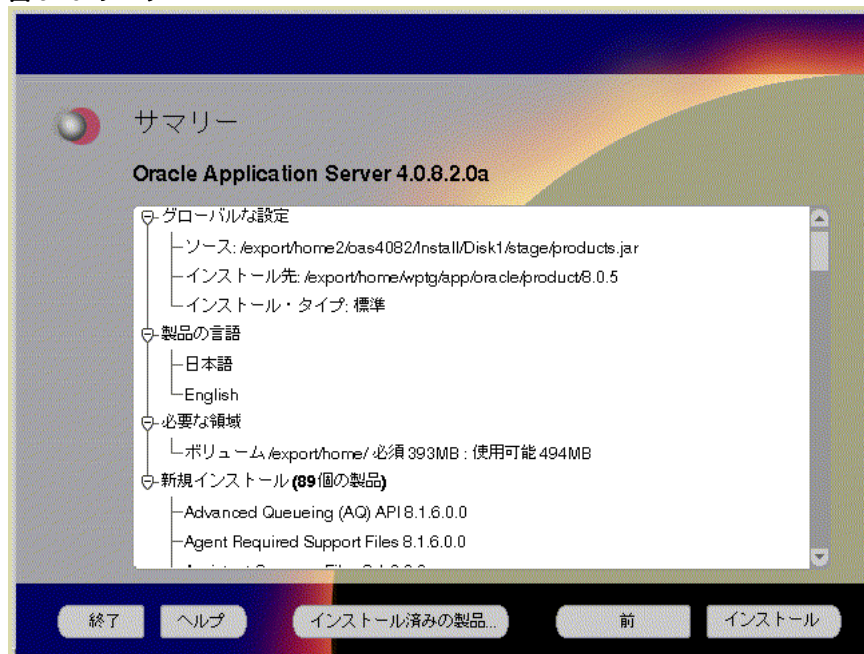 サマリー
Oracle Application Server 4.0.8.2.0a
グローバルな設定
ソース: /export/home2/oas4082/Install/Disk1/stage/products.jar
インストール先: /export/home/wptg/app/oracle/product/8.0.5
インストール・タイプ: 標準
製品の言語
日本語
English
必要な領域
ボリューム /export/home/ 必須 393MB : 使用可能 494MB
新規インストール (89個の製品)
Advanced Queueing (AQ) API 8.1.6.0.0
Agent Required Support Files 8.1.6.0.0
終了 ヘルプ インストール済みの製品... 前 インストール